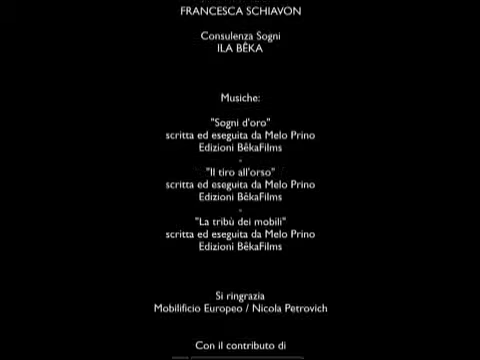 FRANCESCA SCHIAVON
Consulenza Sogni
ILA BÊKA
Musiche:
"Sogni d'oro"
scritta ed eseguita da Melo Prino
Edizioni BêkaFilms
-
"Il tiro all'orso"
scritta ed eseguita da Melo Prino
Edizioni BêkaFilms
-
"La tribù dei mobili"
scritta ed eseguita da Melo Prino
Edizioni BêkaFilms
Si ringrazia
Mobilificio Europeo / Nicola Petrovich
Con il contributo di